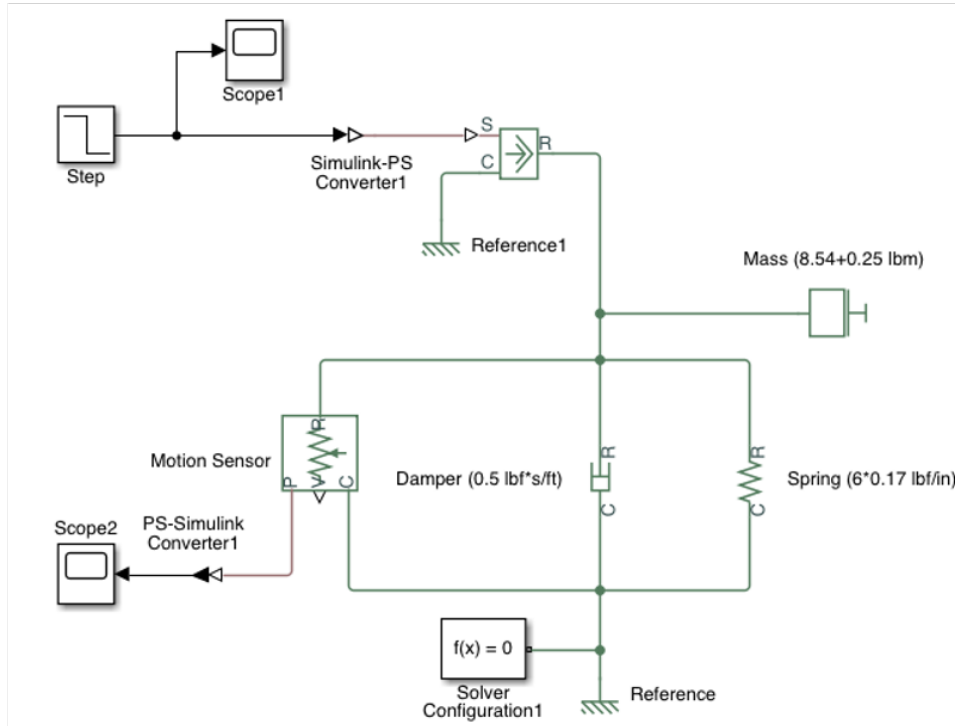 Scope1
Step
Simulink-PS
Converter1
S
C
R
Reference1
Mass (8.54+0.25 lbm)
R
Motion Sensor
P
V
C
Damper (0.5 lbf*s/ft)
R
C
Spring (6*0.17 lbf/in)
R
C
Scope2
PS-Simulink
Converter1
f(x) = 0
Solver
Configuration1
Reference